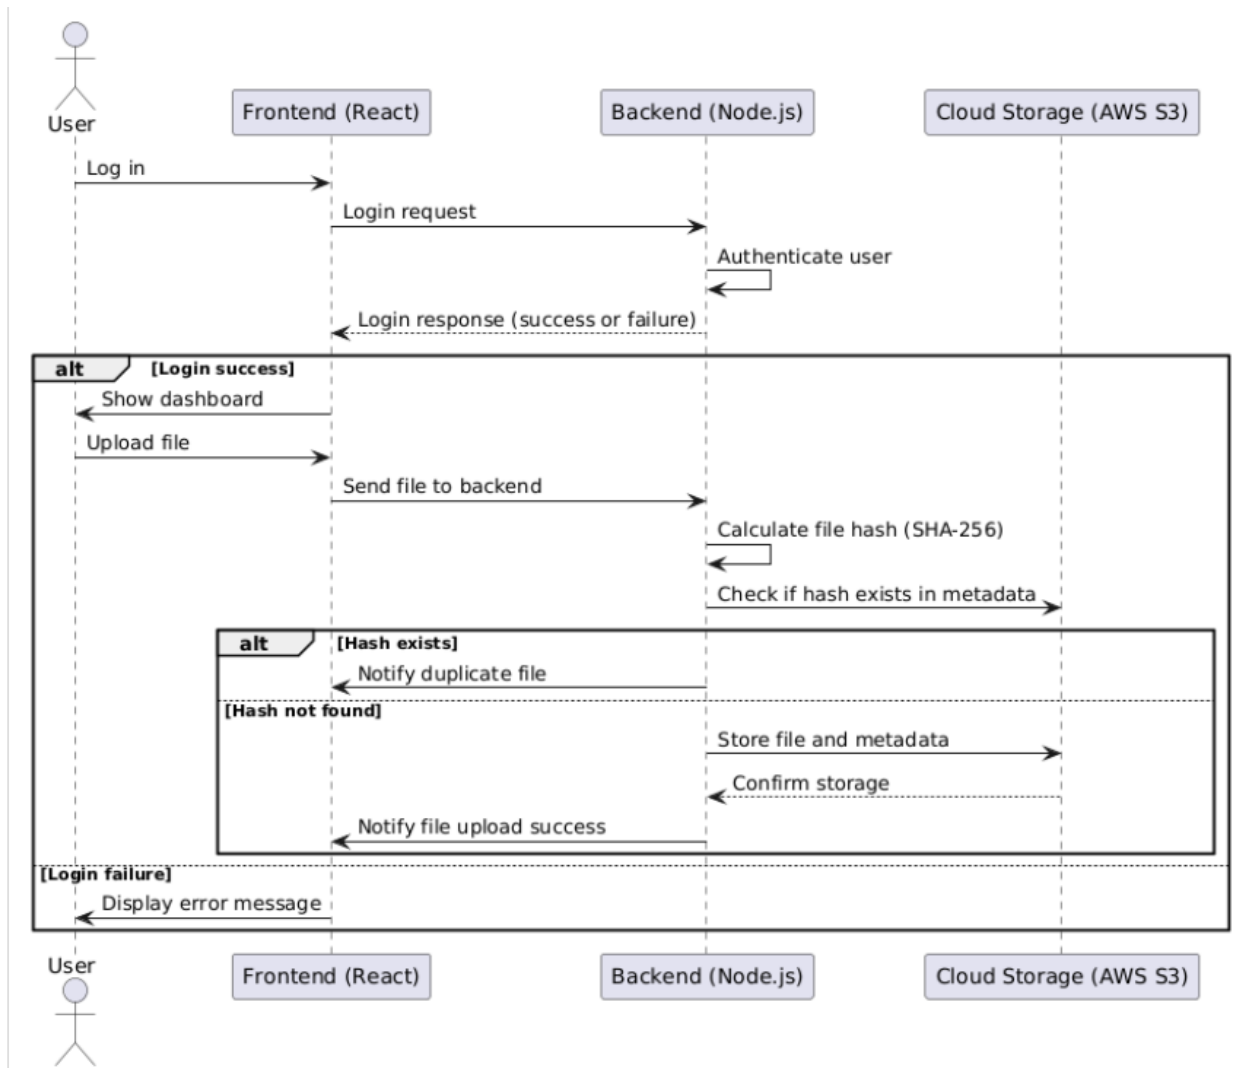 User
Frontend (React)
Backend (Node.js)
Cloud Storage (AWS S3)
Log in
Login request
Authenticate user
Login response (success or failure)
alt
[Login success]
Show dashboard
Upload file
Send file to backend
Calculate file hash (SHA-256)
Check if hash exists in metadata
alt
[Hash exists]
Notify duplicate file
[Hash not found]
Store file and metadata
Confirm storage
Notify file upload success
[Login failure]
Display error message
User
Frontend (React)
Backend (Node.js)
Cloud Storage (AWS S3)